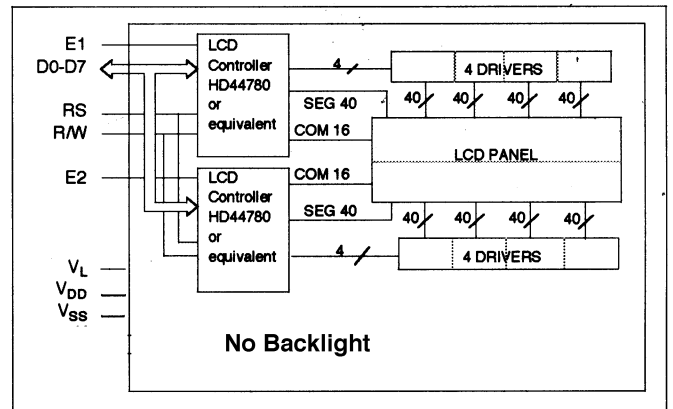 E1
D0-D7
RS
R/W
E2
VL
VDD
VSS
LCD
Controller
HD44780
or
equivalent
4
SEG 40
COM 16
4 DRIVERS
40 40 40 40
LCD PANEL
LCD
Controller
HD44780
or
equivalent
COM 16
SEG 40
4
40 40 40 40
4 DRIVERS
No Backlight